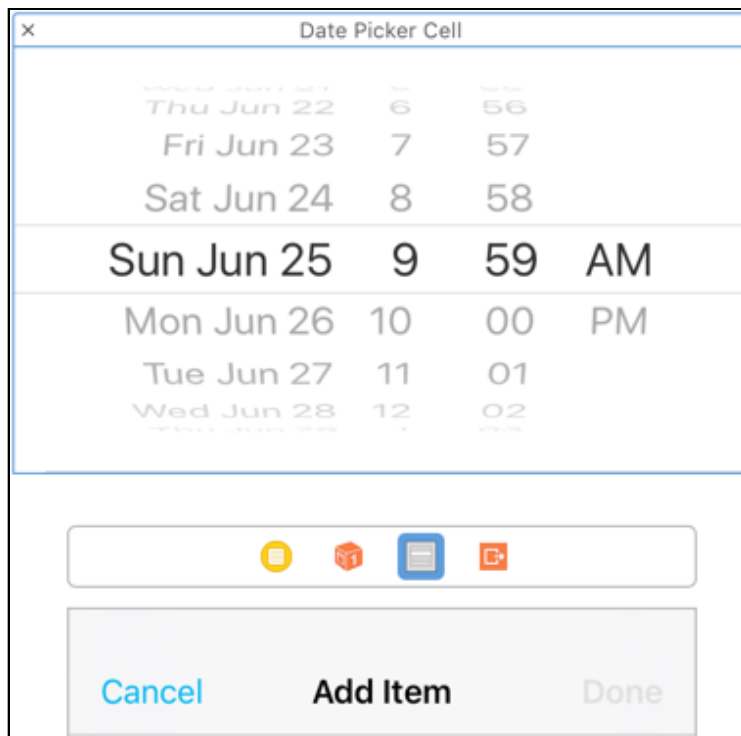 Date Picker Cell
Thu Jun 22 6 56
Fri Jun 23 7 57
Sat Jun 24 8 58
Sun Jun 25 9 59 AM
Mon Jun 26 10 00 PM
Tue Jun 27 11 01
Wed Jun 28 12 02
Cancel Add Item Done